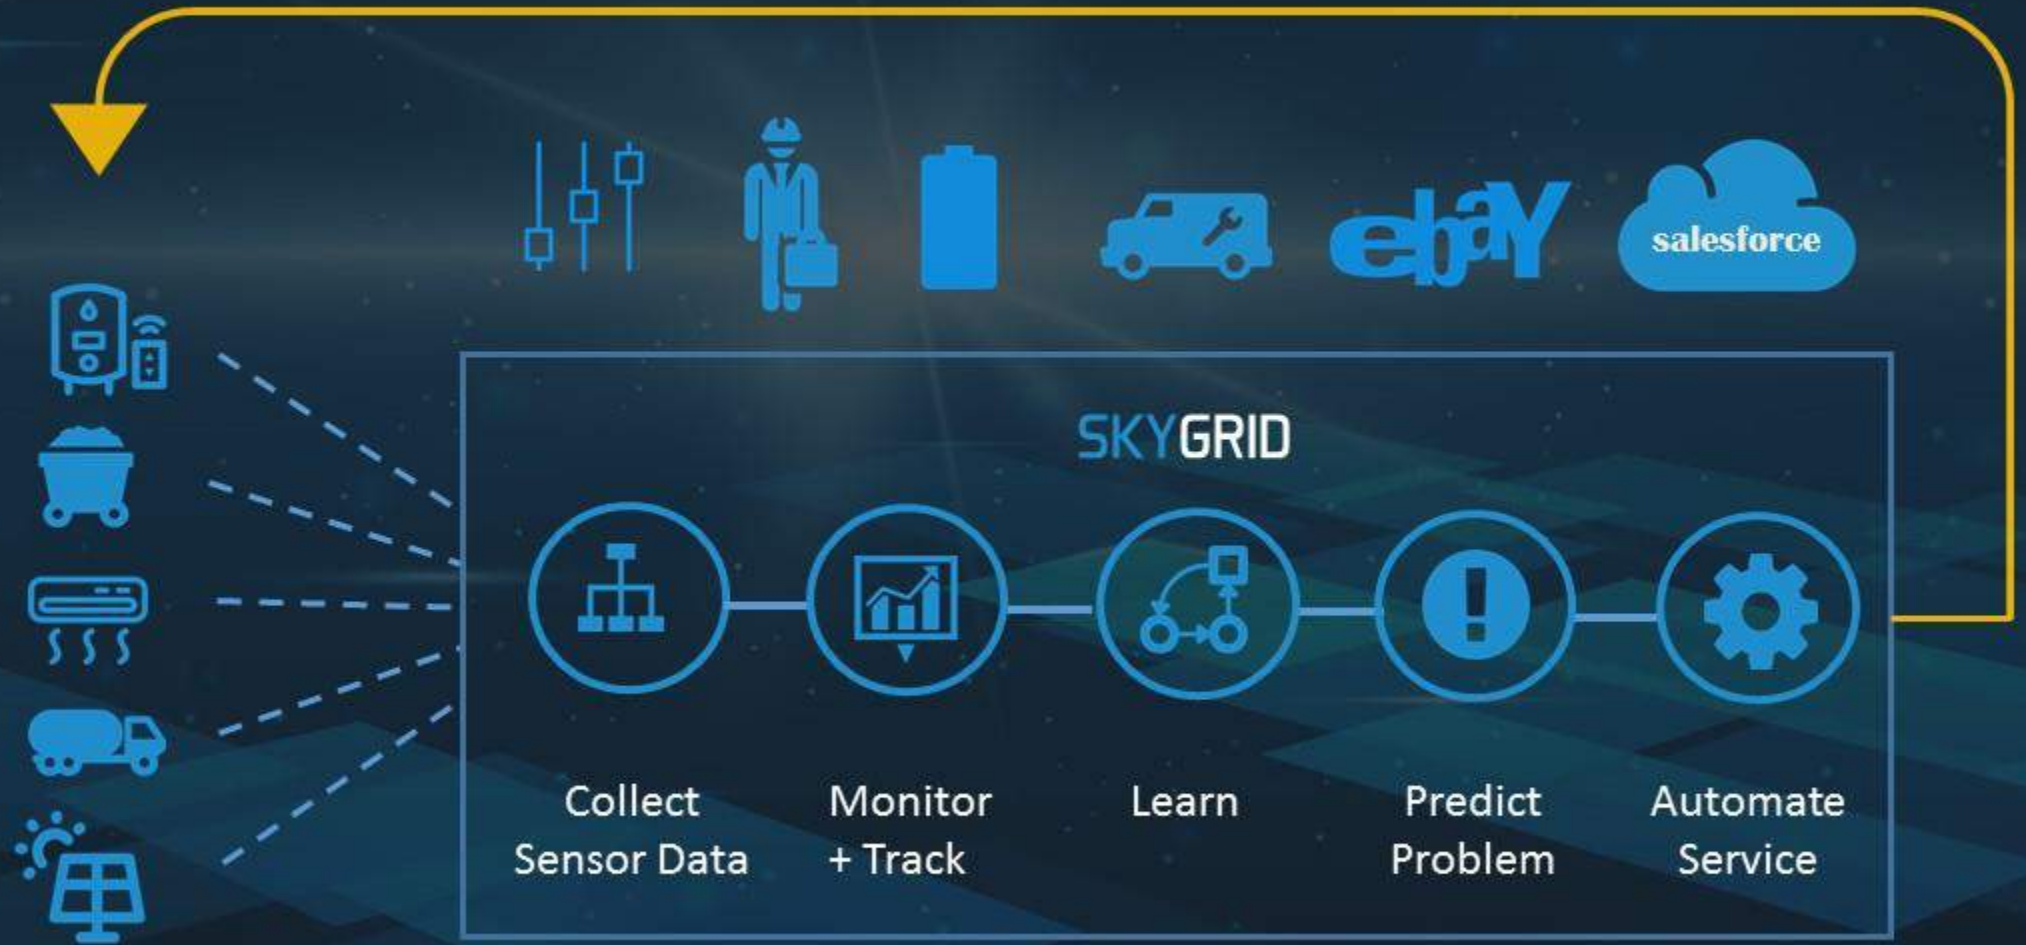 ebaY
salesforce
SKYGRID
Collect
Sensor Data
Monitor
+ Track
Learn
Predict
Problem
Automate
Service